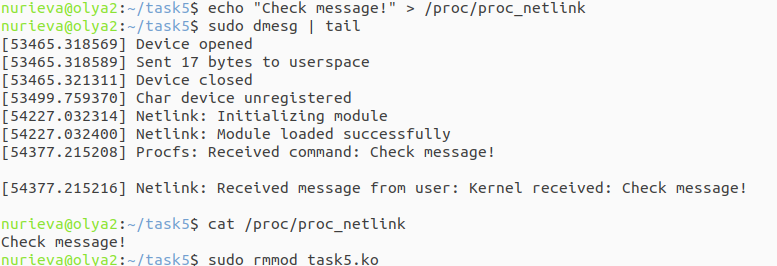 nurieva@olya2:~/task5$ echo "Check message!" > /proc/proc_netlink
nurieva@olya2:~/task5$ sudo dmesg | tail
[53465.318569] Device opened
[53465.318589] Sent 17 bytes to userspace
[53465.321311] Device closed
[53499.759370] Char device unregistered
[54227.032314] Netlink: Initializing module
[54227.032400] Netlink: Module loaded successfully
[54377.215208] Procfs: Received command: Check message!

[54377.215216] Netlink: Received message from user: Kernel received: Check message!

nurieva@olya2:~/task5$ cat /proc/proc_netlink
Check message!
nurieva@olya2:~/task5$ sudo rmmod task5.ko